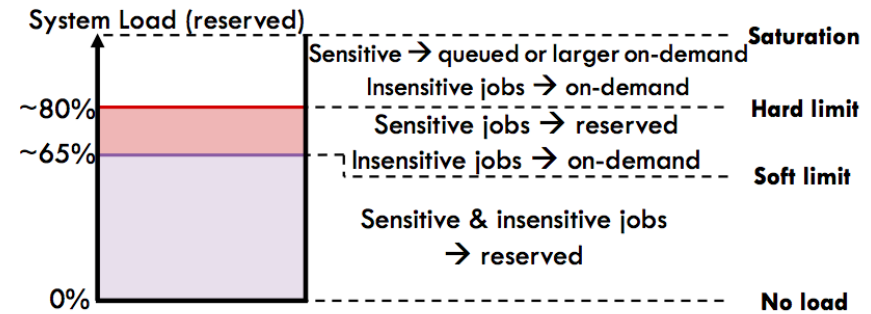 System Load (reserved)
Saturation
Sensitive → queued or larger on-demand
Insensitive jobs → on-demand
~80%
Hard limit
Sensitive jobs → reserved
~65%
Insensitive jobs → on-demand
Soft limit
Sensitive & insensitive jobs
→ reserved
0%
No load